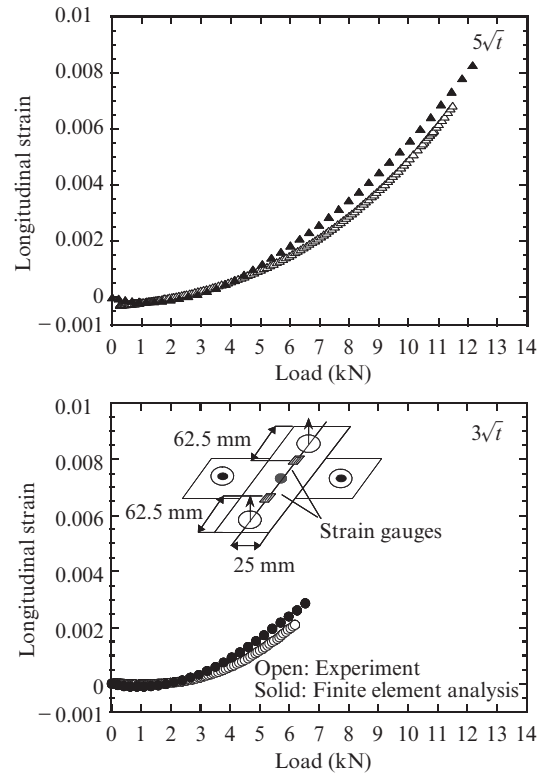 0.01
5√t
0.008
0.006
0.004
0.002
0
−0.001
Longitudinal strain
0 1 2 3 4 5 6 7 8 9 10 11 12 13 14
Load (kN)
0.01
3√t
62.5 mm
0.008
0.006
62.5 mm
Strain gauges
0.004
25 mm
0.002
Open: Experiment
0
Solid: Finite element analysis
−0.001
Longitudinal strain
0 1 2 3 4 5 6 7 8 9 10 11 12 13 14
Load (kN)